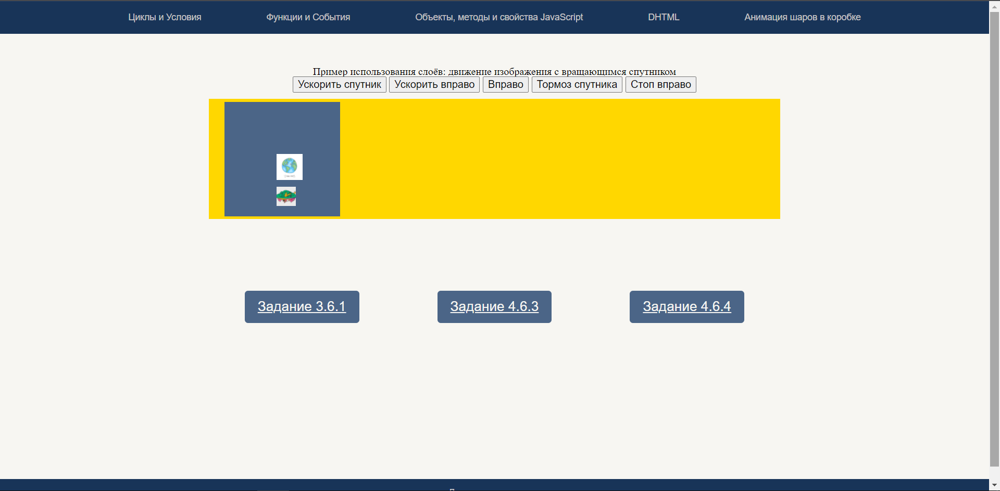 Циклы и Условия Функции и События Объекты, методы и свойства JavaScript DHTML Анимация шаров в коробке
Пример использования слоёв: движение изображения с вращающимся спутником
Ускорить спутник Ускорить вправо Вправо Тормоз спутника Стоп вправо
Задание 3.6.1 Задание 4.6.3 Задание 4.6.4